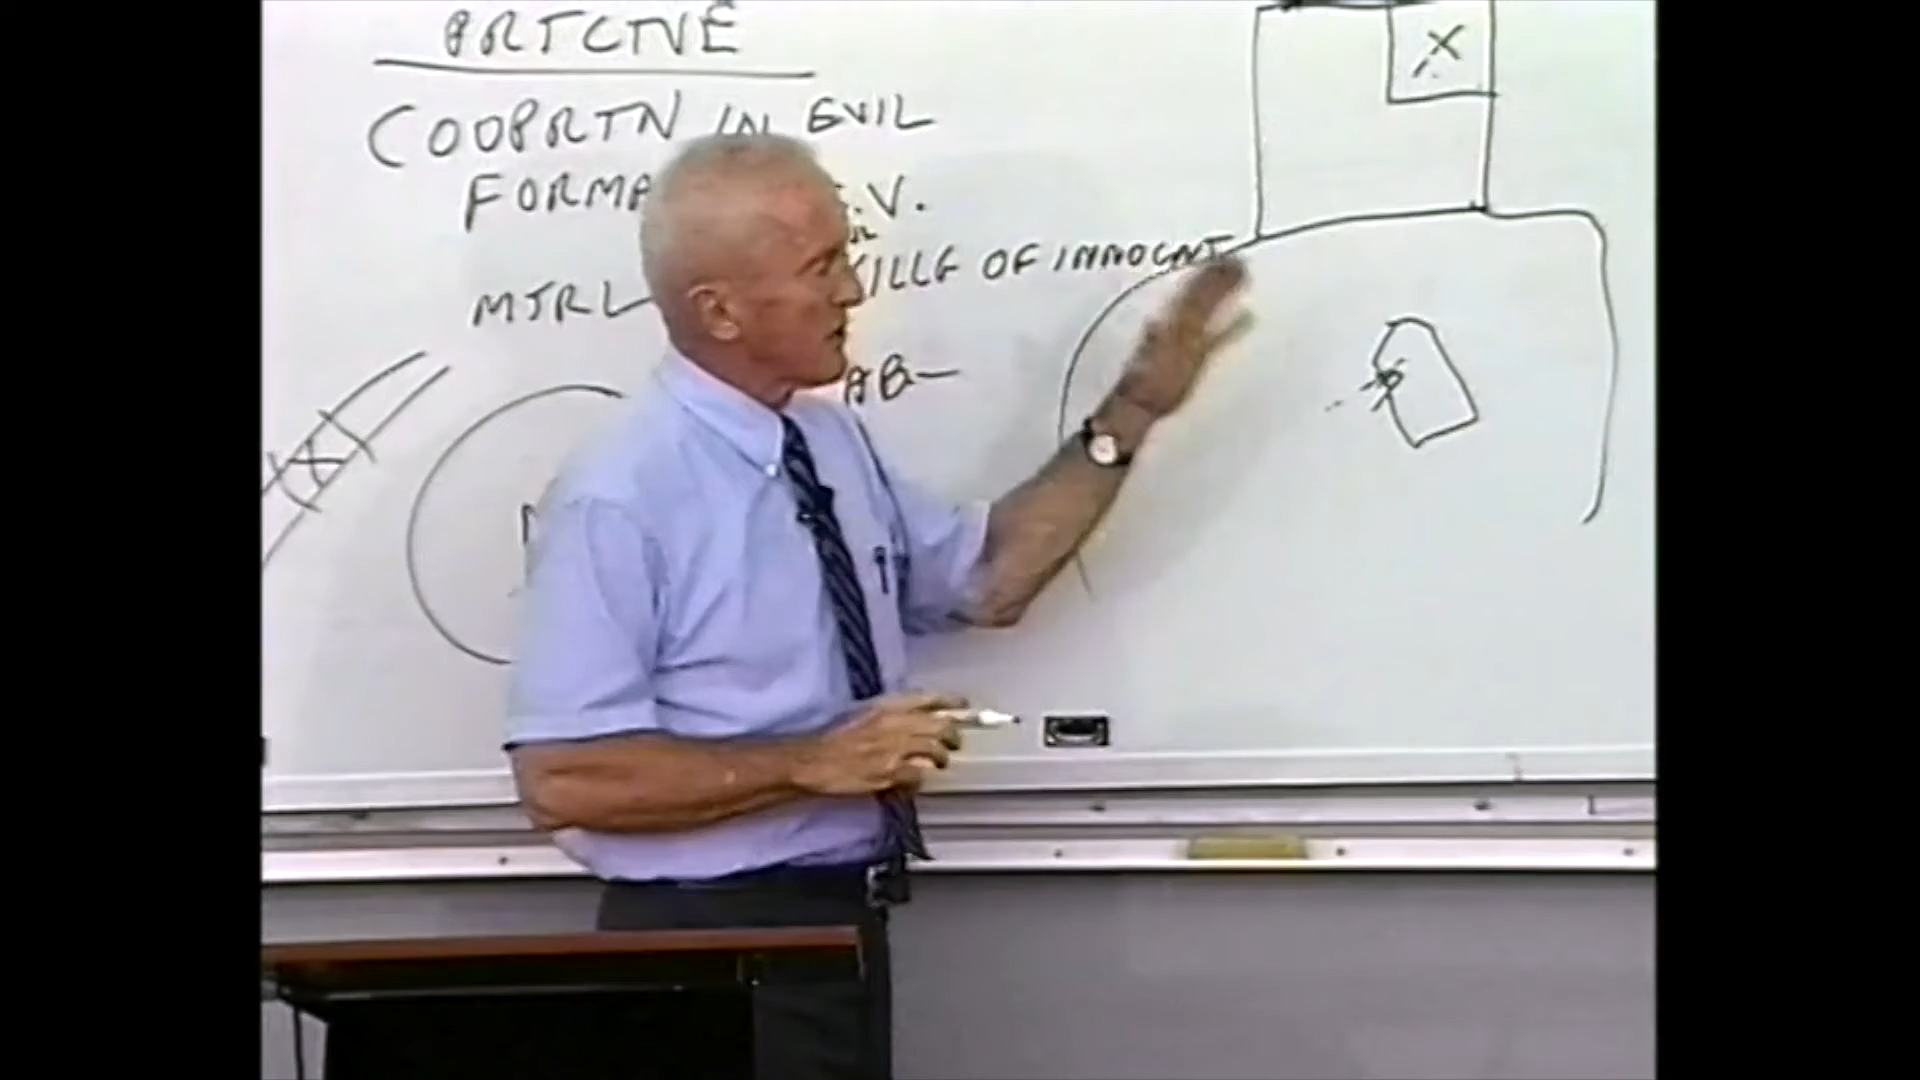 PRTCTVE
COOPRTN IN EVIL
FORMA .V.
MTRL KILLG OF INNOCNT
AB—
X